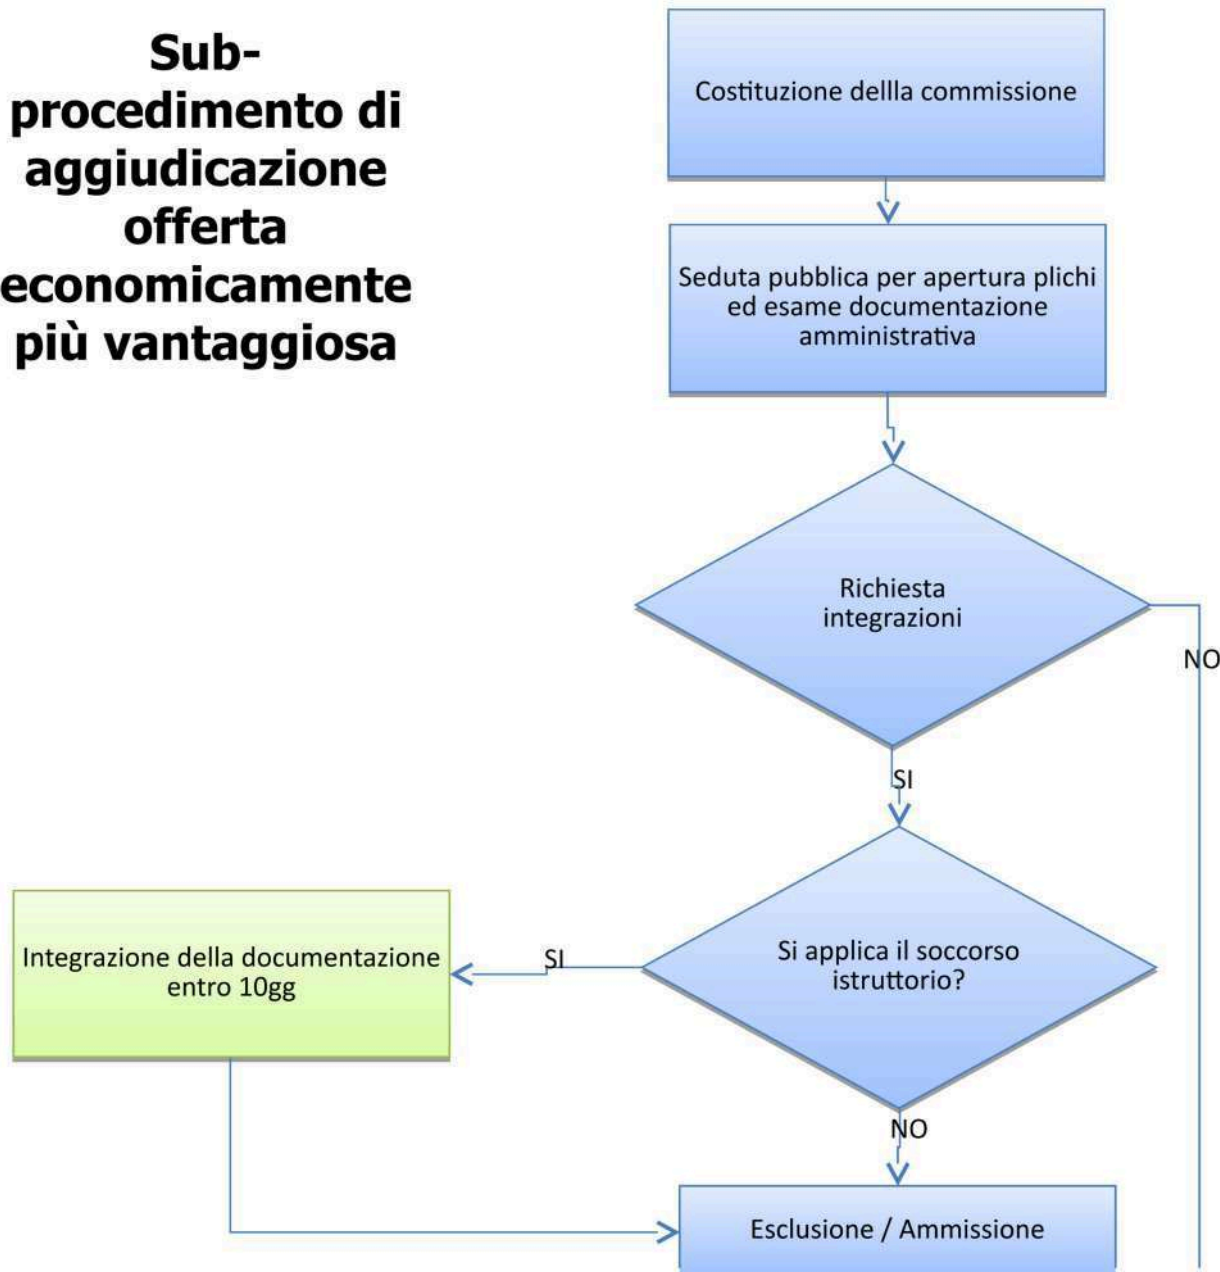 Sub-
procedimento di
aggiudicazione
offerta
economicamente
più vantaggiosa
Costituzione dellla commissione
Seduta pubblica per apertura plichi
ed esame documentazione
amministrativa
Richiesta
integrazioni
NO
SI
Si applica il soccorso
istruttorio?
SI
Integrazione della documentazione
entro 10gg
NO
Esclusione / Ammissione